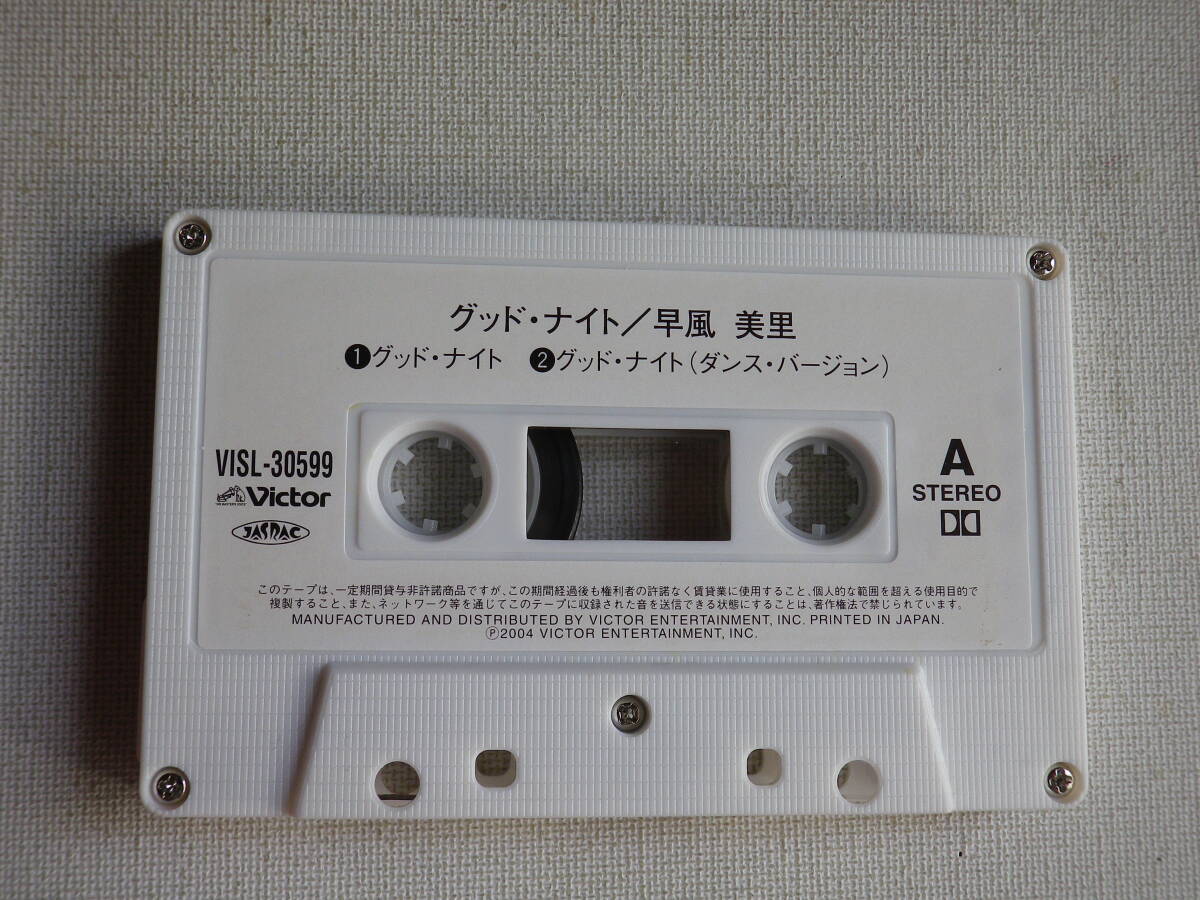 グッド・ナイト／早風 美里
❶グッド・ナイト ❷グッド・ナイト(ダンス・バージョン)
VISL-30599
Victor
JASRAC
A
STEREO
このテープは、一定期間貸与非許諾商品ですが、この期間経過後も権利者の許諾なく賃貸業に使用すること、個人的な範囲を超える使用目的で
複製すること、また、ネットワーク等を通じてこのテープに収録された音を送信できる状態にすることは、著作権法で禁じられています。
MANUFACTURED AND DISTRIBUTED BY VICTOR ENTERTAINMENT, INC. PRINTED IN JAPAN.
Ⓟ2004 VICTOR ENTERTAINMENT, INC.